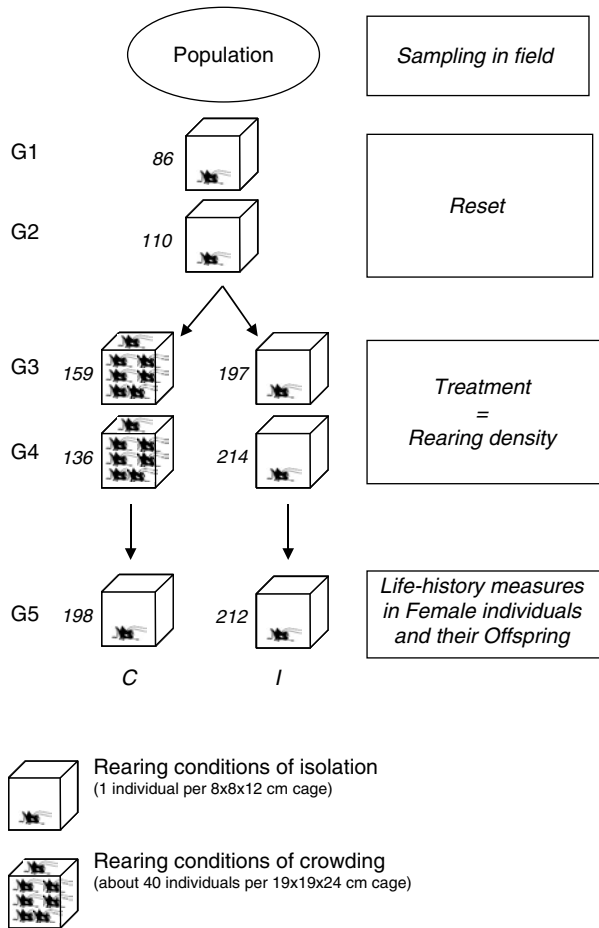 Population
Sampling in field
G1
86
Reset
G2
110
G3
159
197
Treatment
=
Rearing density
G4
136
214
G5
198
212
Life-history measures
in Female individuals
and their Offspring
C
I
Rearing conditions of isolation
(1 individual per 8x8x12 cm cage)
Rearing conditions of crowding
(about 40 individuals per 19x19x24 cm cage)